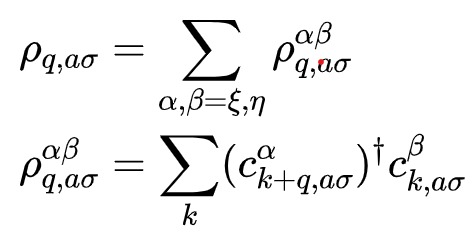 ρ_{q,aσ} = ∑_{α,β=ξ,η} ρ^{αβ}_{q,aσ}
ρ^{αβ}_{q,aσ} = ∑_k (c^α_{k+q,aσ})^† c^β_{k,aσ}